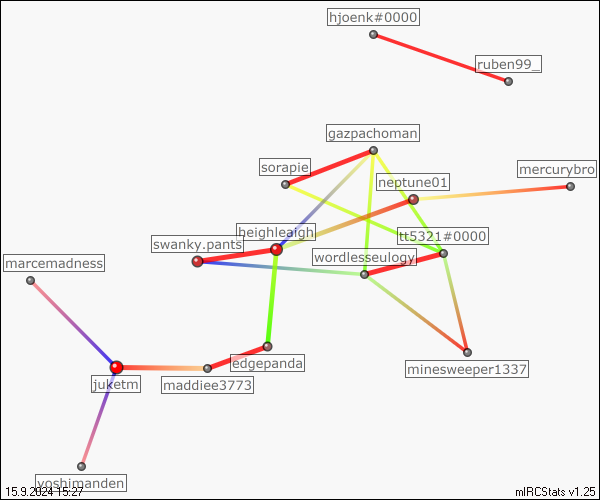 hjoenk#0000
ruben99_
gazpachoman
sorapie
mercurybro
neptune01
heighleaigh
tt5321#0000
swanky.pants
wordlesseulogy
marcemadness
edgepanda
minesweeper1337
juketm
maddiee3773
yoshimanden
15.9.2024 15:27
mIRCStats v1.25